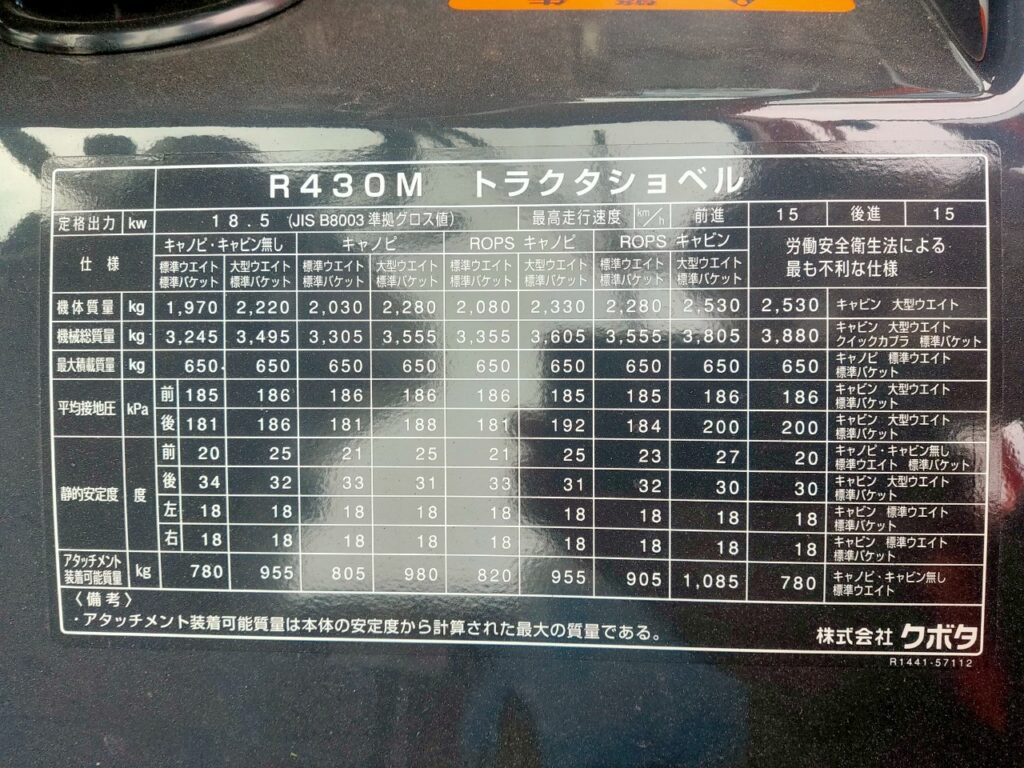 R430M トラクタショベル
定格出力 kw 18.5 (JIS B8003 準拠グロス値) 最高走行速度 km/h 前進 15 後進 15
仕様 キャノピ・キャビン無し キャノピ ROPS キャノピ ROPS キャビン 労働安全衛生法による
最も不利な仕様
標準ウエイト 大型ウエイト 標準ウエイト 大型ウエイト 標準ウエイト 大型ウエイト 標準ウエイト 大型ウエイト
標準バケット 標準バケット 標準バケット 標準バケット 標準バケット 標準バケット 標準バケット 標準バケット
機体質量 kg 1,970 2,220 2,030 2,280 2,080 2,330 2,280 2,530 2,530 キャビン 大型ウエイト
機械総質量 kg 3,245 3,495 3,305 3,555 3,355 3,605 3,555 3,805 3,880 キャビン 大型ウエイト
クイックカプラ 標準バケット
最大積載質量 kg 650 650 650 650 650 650 650 650 650 キャノピ 標準ウエイト
標準バケット
平均接地圧 kPa 前 185 186 186 186 186 185 185 186 186 キャビン 大型ウエイト
標準バケット
後 181 186 181 188 181 192 184 200 200 キャビン 大型ウエイト
標準バケット
静的安定度 度 前 20 25 21 25 21 25 23 27 20 キャノピ・キャビン無し
標準ウエイト 標準バケット
後 34 32 33 31 33 31 32 30 30 キャビン 大型ウエイト
標準バケット
左 18 18 18 18 18 18 18 18 18 キャビン 標準ウエイト
標準バケット
右 18 18 18 18 18 18 18 18 18 キャビン 標準ウエイト
標準バケット
アタッチメント
装着可能質量 kg 780 955 805 980 820 955 905 1,085 780 キャノピ・キャビン無し
標準ウエイト
〈備考〉
・アタッチメント装着可能質量は本体の安定度から計算された最大の質量である。
株式会社 クボタ
R1441-57112